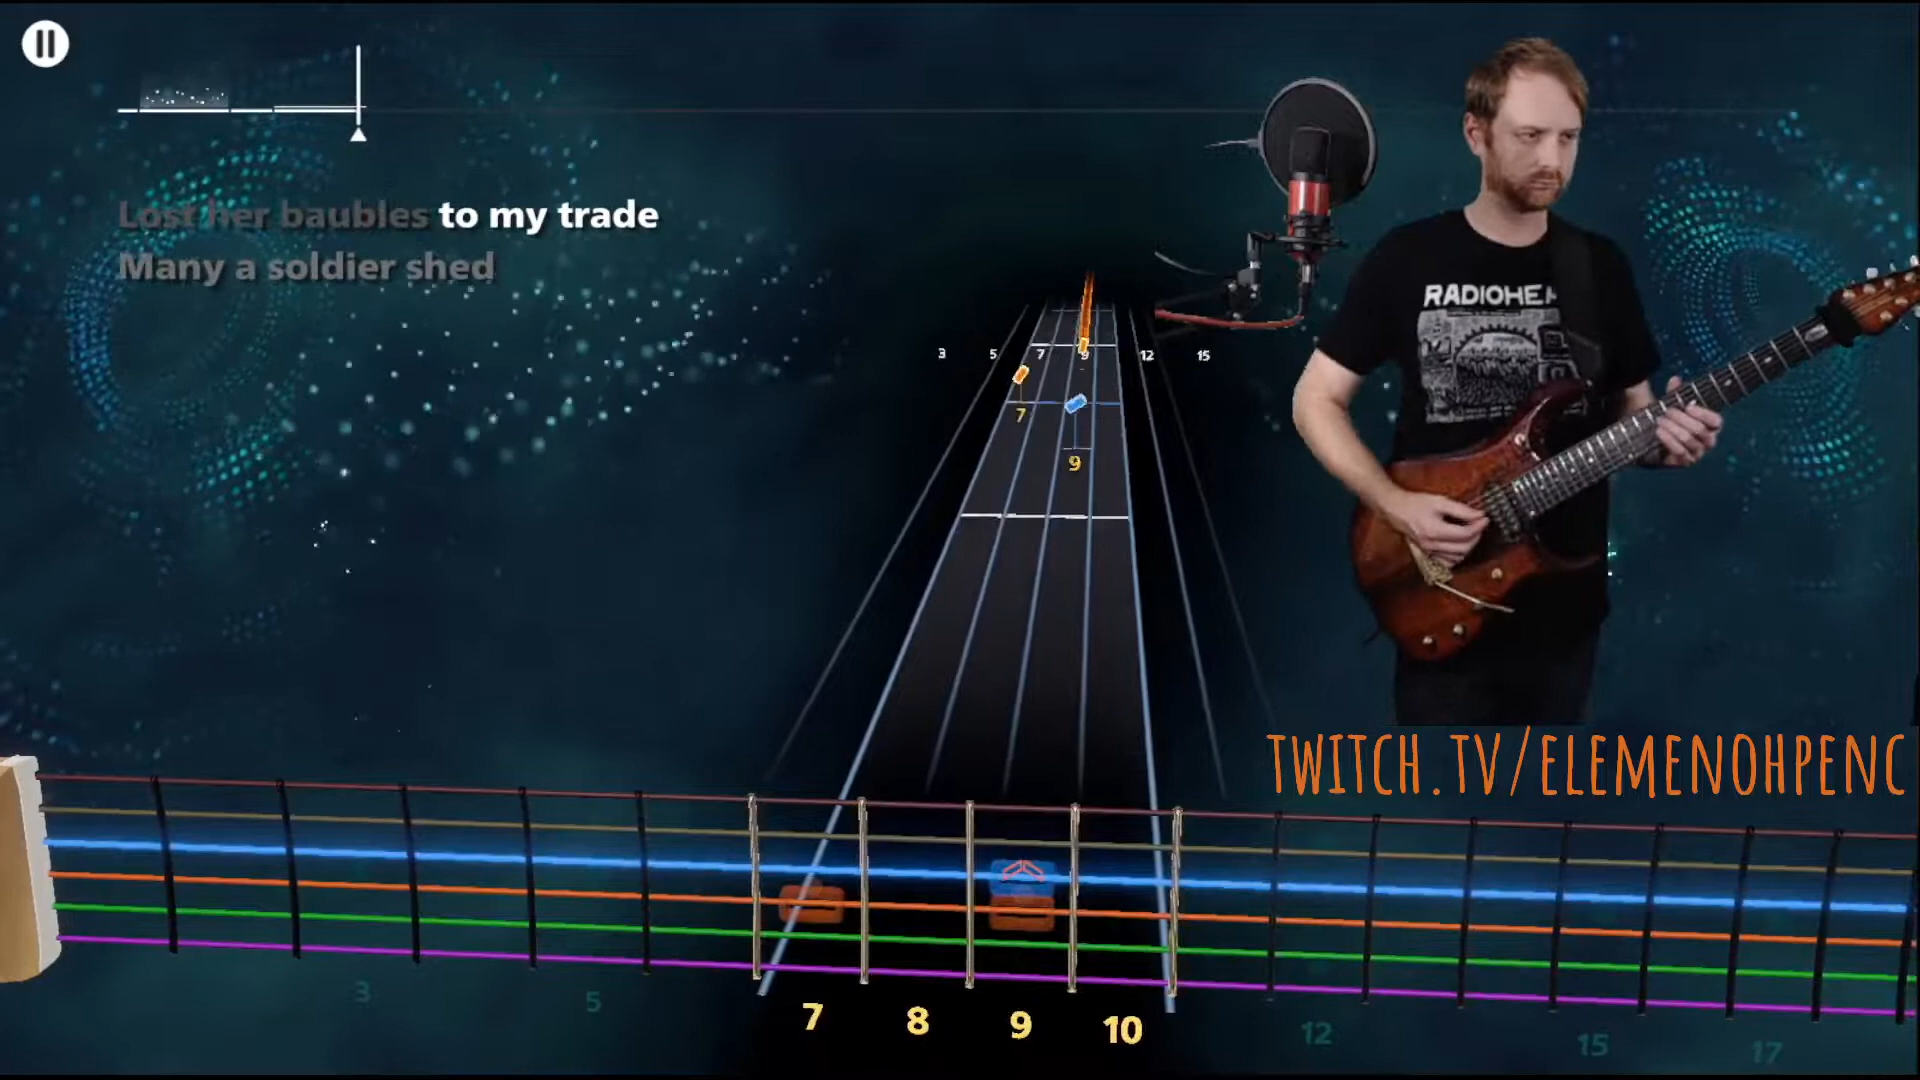 Lost her baubles to my trade
Many a soldier shed
3 5 7 9 12 15
7
9
RADIOHEA
TWITCH.TV/ELEMENOHPENC
3 5 7 8 9 10 12 15 17